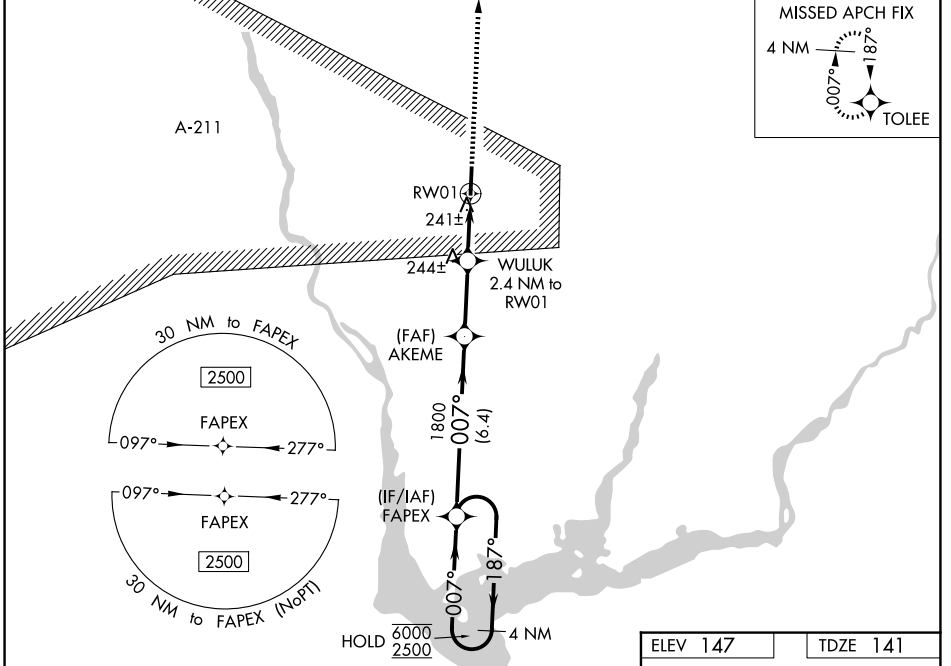 MISSED APCH FIX
4 NM
187°
007°
TOLEE
A-211
RW01
241±
244±
WULUK
2.4 NM to
RW01
(FAF)
AKEME
1800
007°
(6.4)
30 NM to FAPEX
2500
FAPEX
097°
277°
097°
277°
FAPEX
2500
30 NM to FAPEX (NoPT)
(IF/IAF)
FAPEX
007°
187°
HOLD
6000
2500
4 NM
ELEV 147
TDZE 141